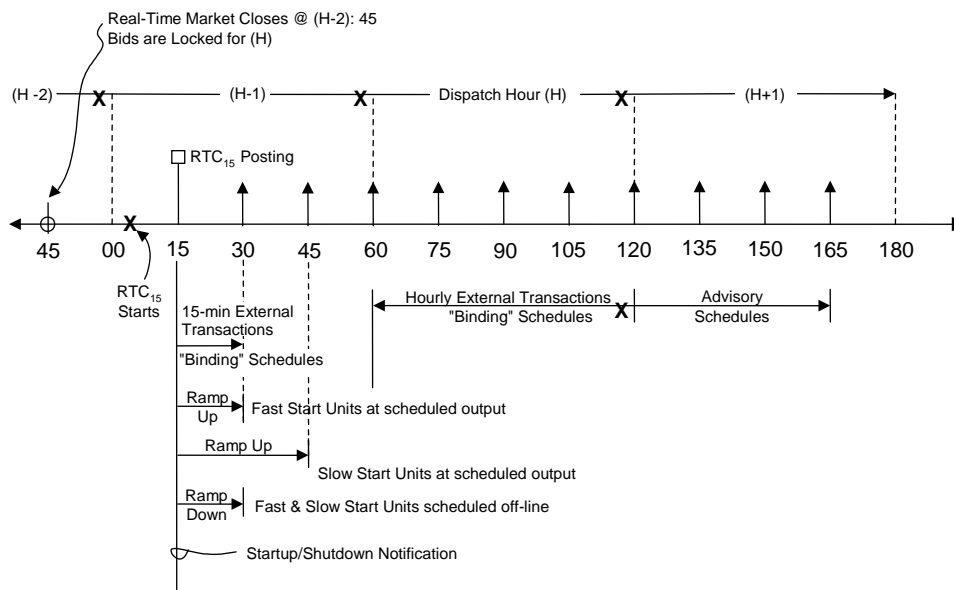 Real-Time Market Closes @ (H-2): 45
Bids are Locked for (H)
(H -2)
X
(H-1)
X
Dispatch Hour (H)
X
(H+1)
RTC15 Posting
X
45
00
15
30
45
60
75
90
105
120
135
150
165
180
RTC15
Starts
Hourly External Transactions
"Binding" Schedules
X
Advisory
Schedules
15-min External
Transactions
"Binding" Schedules
Ramp
Up
Fast Start Units at scheduled output
Ramp Up
Slow Start Units at scheduled output
Ramp
Down
Fast & Slow Start Units scheduled off-line
Startup/Shutdown Notification